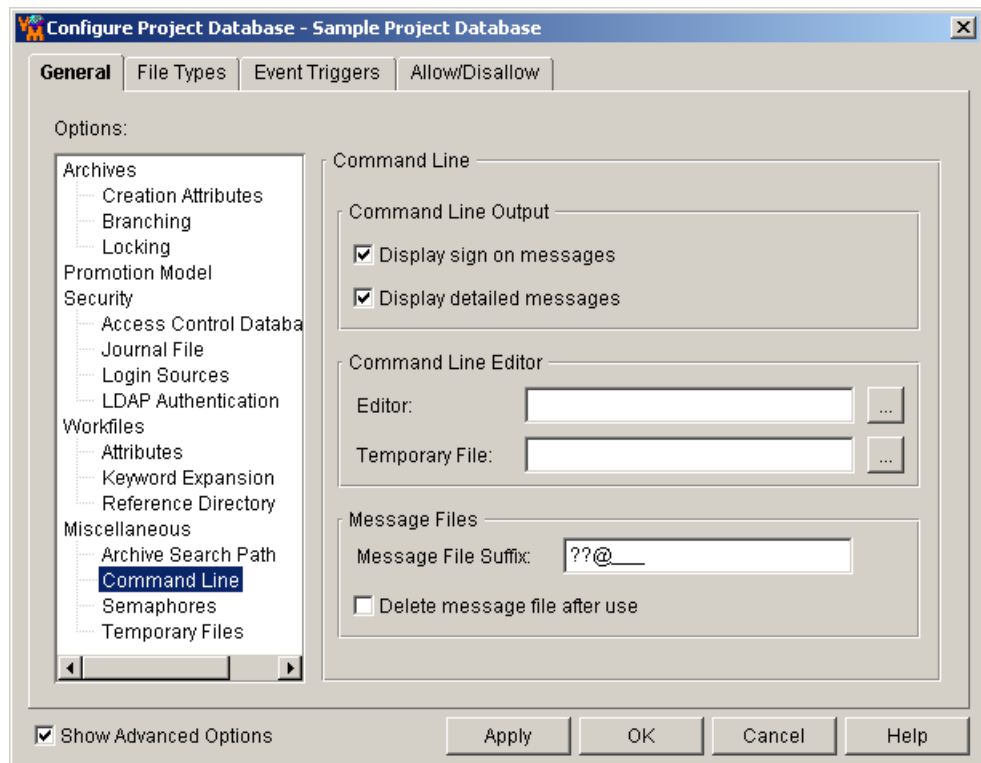 Configure Project Database - Sample Project Database
General
File Types
Event Triggers
Allow/Disallow
Options:
Archives
Creation Attributes
Branching
Locking
Promotion Model
Security
Access Control Databa
Journal File
Login Sources
LDAP Authentication
Workfiles
Attributes
Keyword Expansion
Reference Directory
Miscellaneous
Archive Search Path
Command Line
Semaphores
Temporary Files
Command Line
Command Line Output
Display sign on messages
Display detailed messages
Command Line Editor
Editor:
...
Temporary File:
...
Message Files
Message File Suffix:
??@___
Delete message file after use
Show Advanced Options
Apply
OK
Cancel
Help